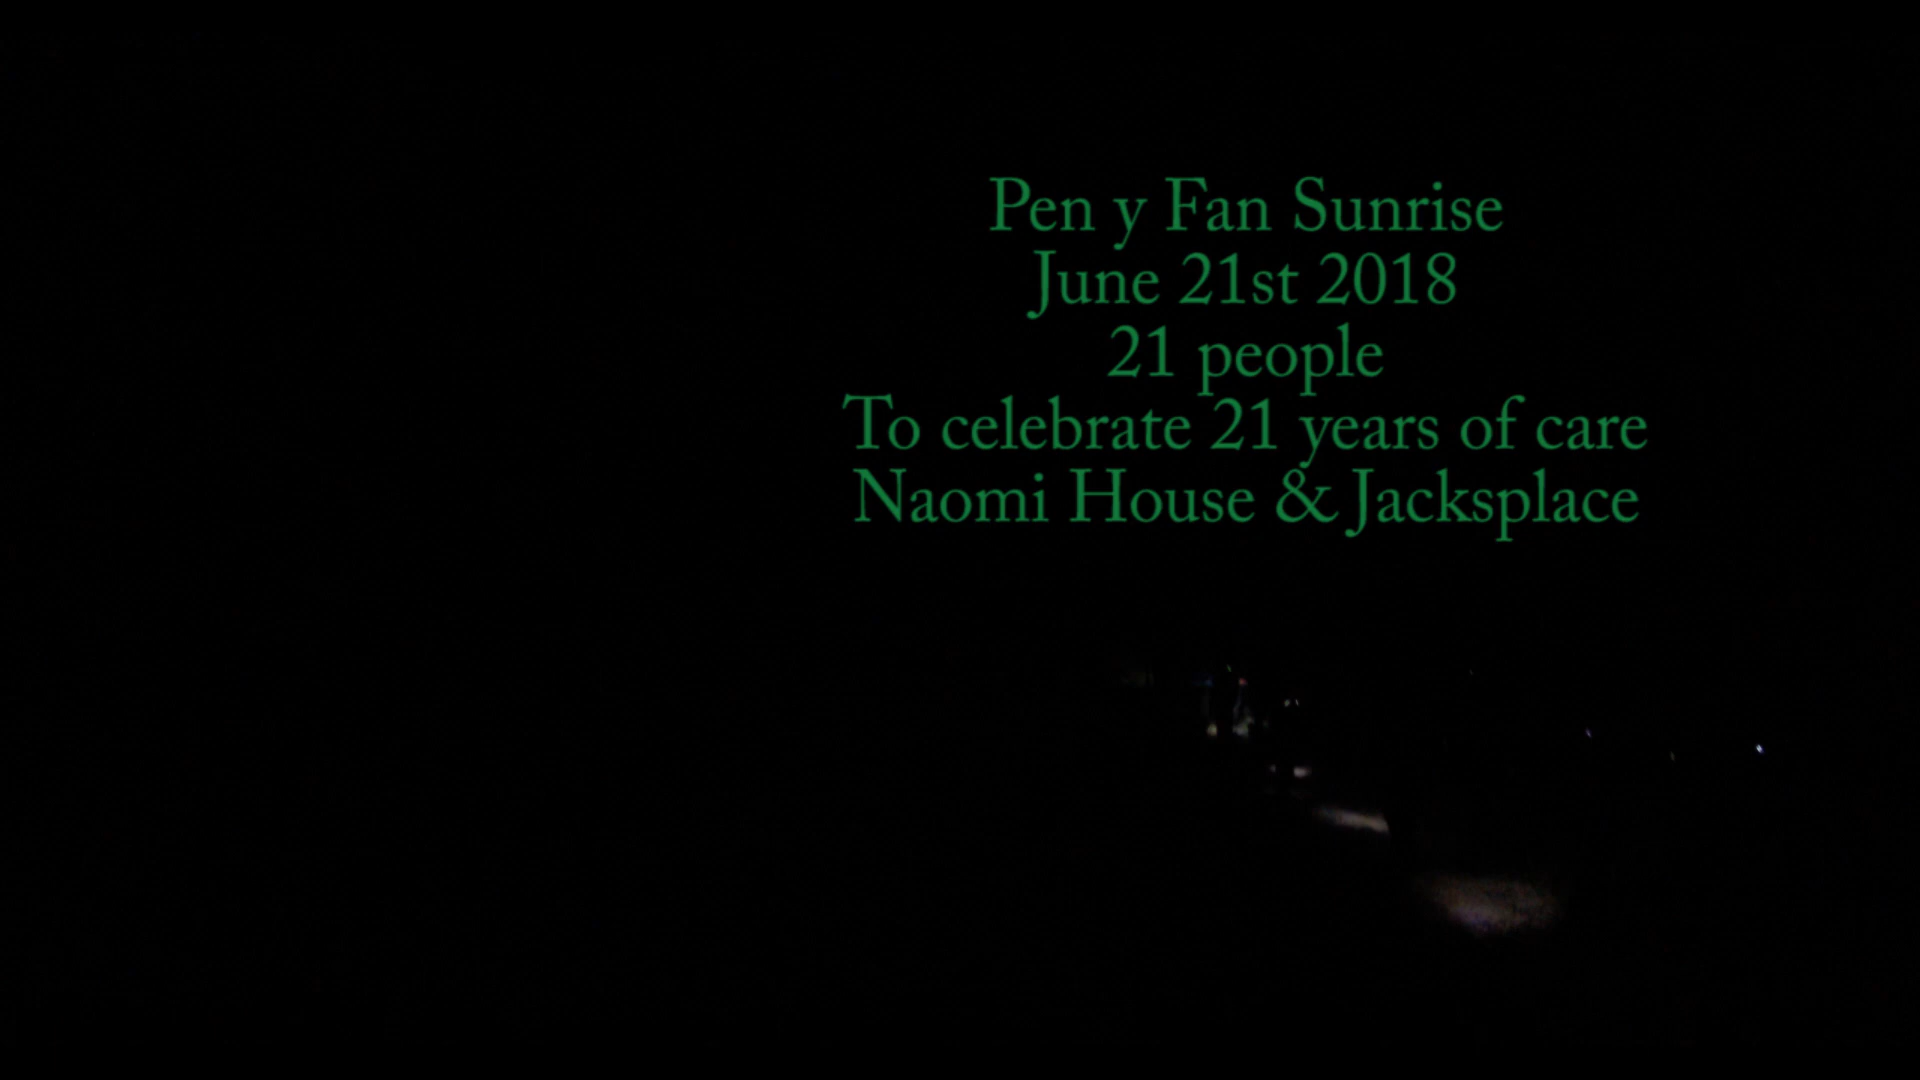 Pen y Fan Sunrise
June 21st 2018
21 people
To celebrate 21 years of care
Naomi House & Jacksplace